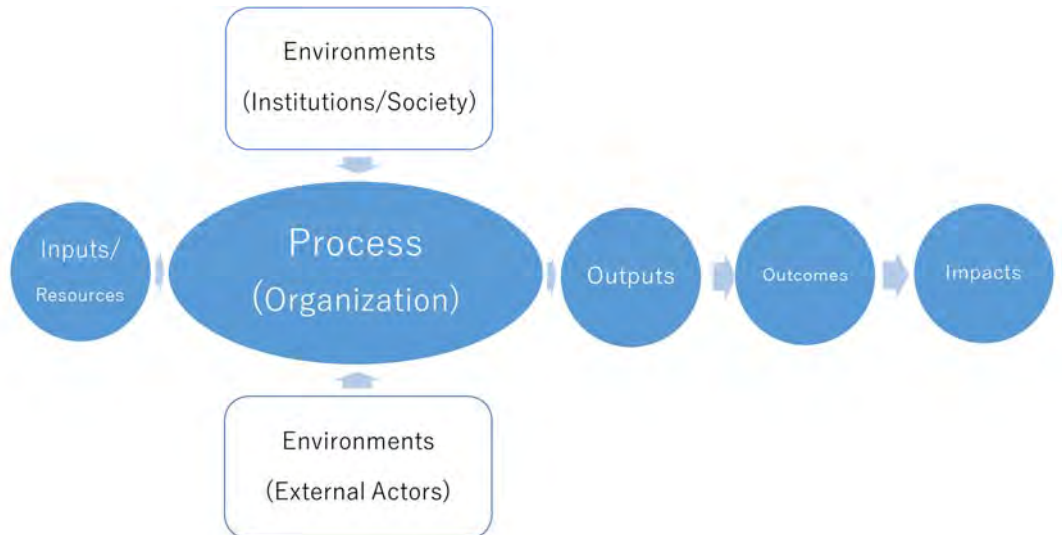 Environments
(Institutions/Society)
Inputs/
Resources
Process
(Organization)
Outputs
Outcomes
Impacts
Environments
(External Actors)